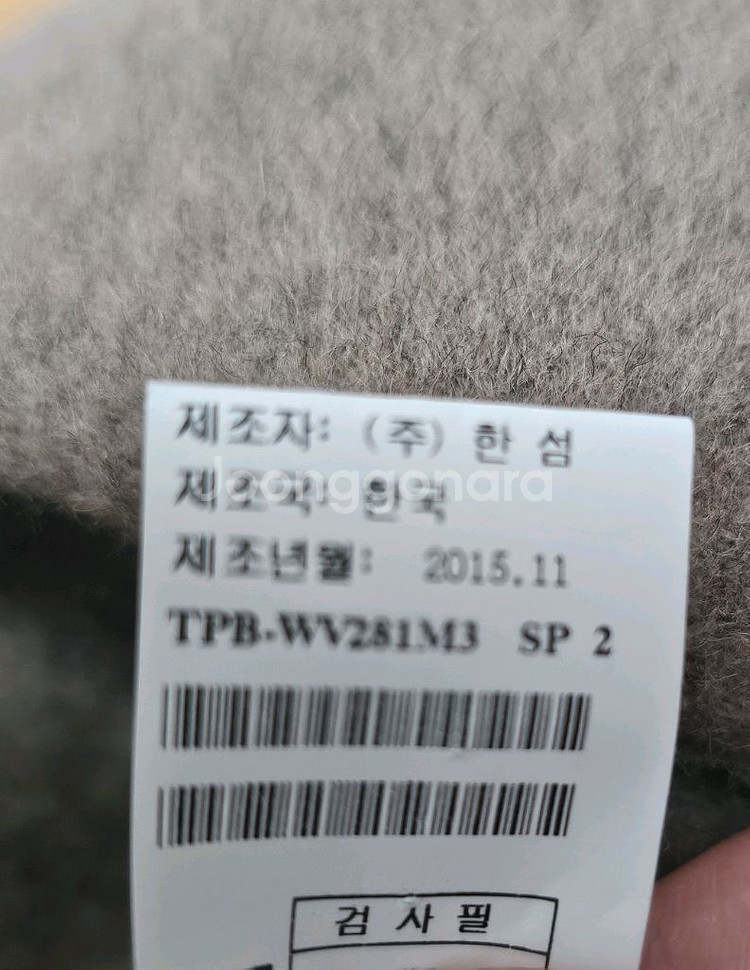 제조자: (주) 한 섬
제조국: 한국
Joonggonara
제조년월: 2015.11
TPB-WV281M3 SP 2
검 사 필